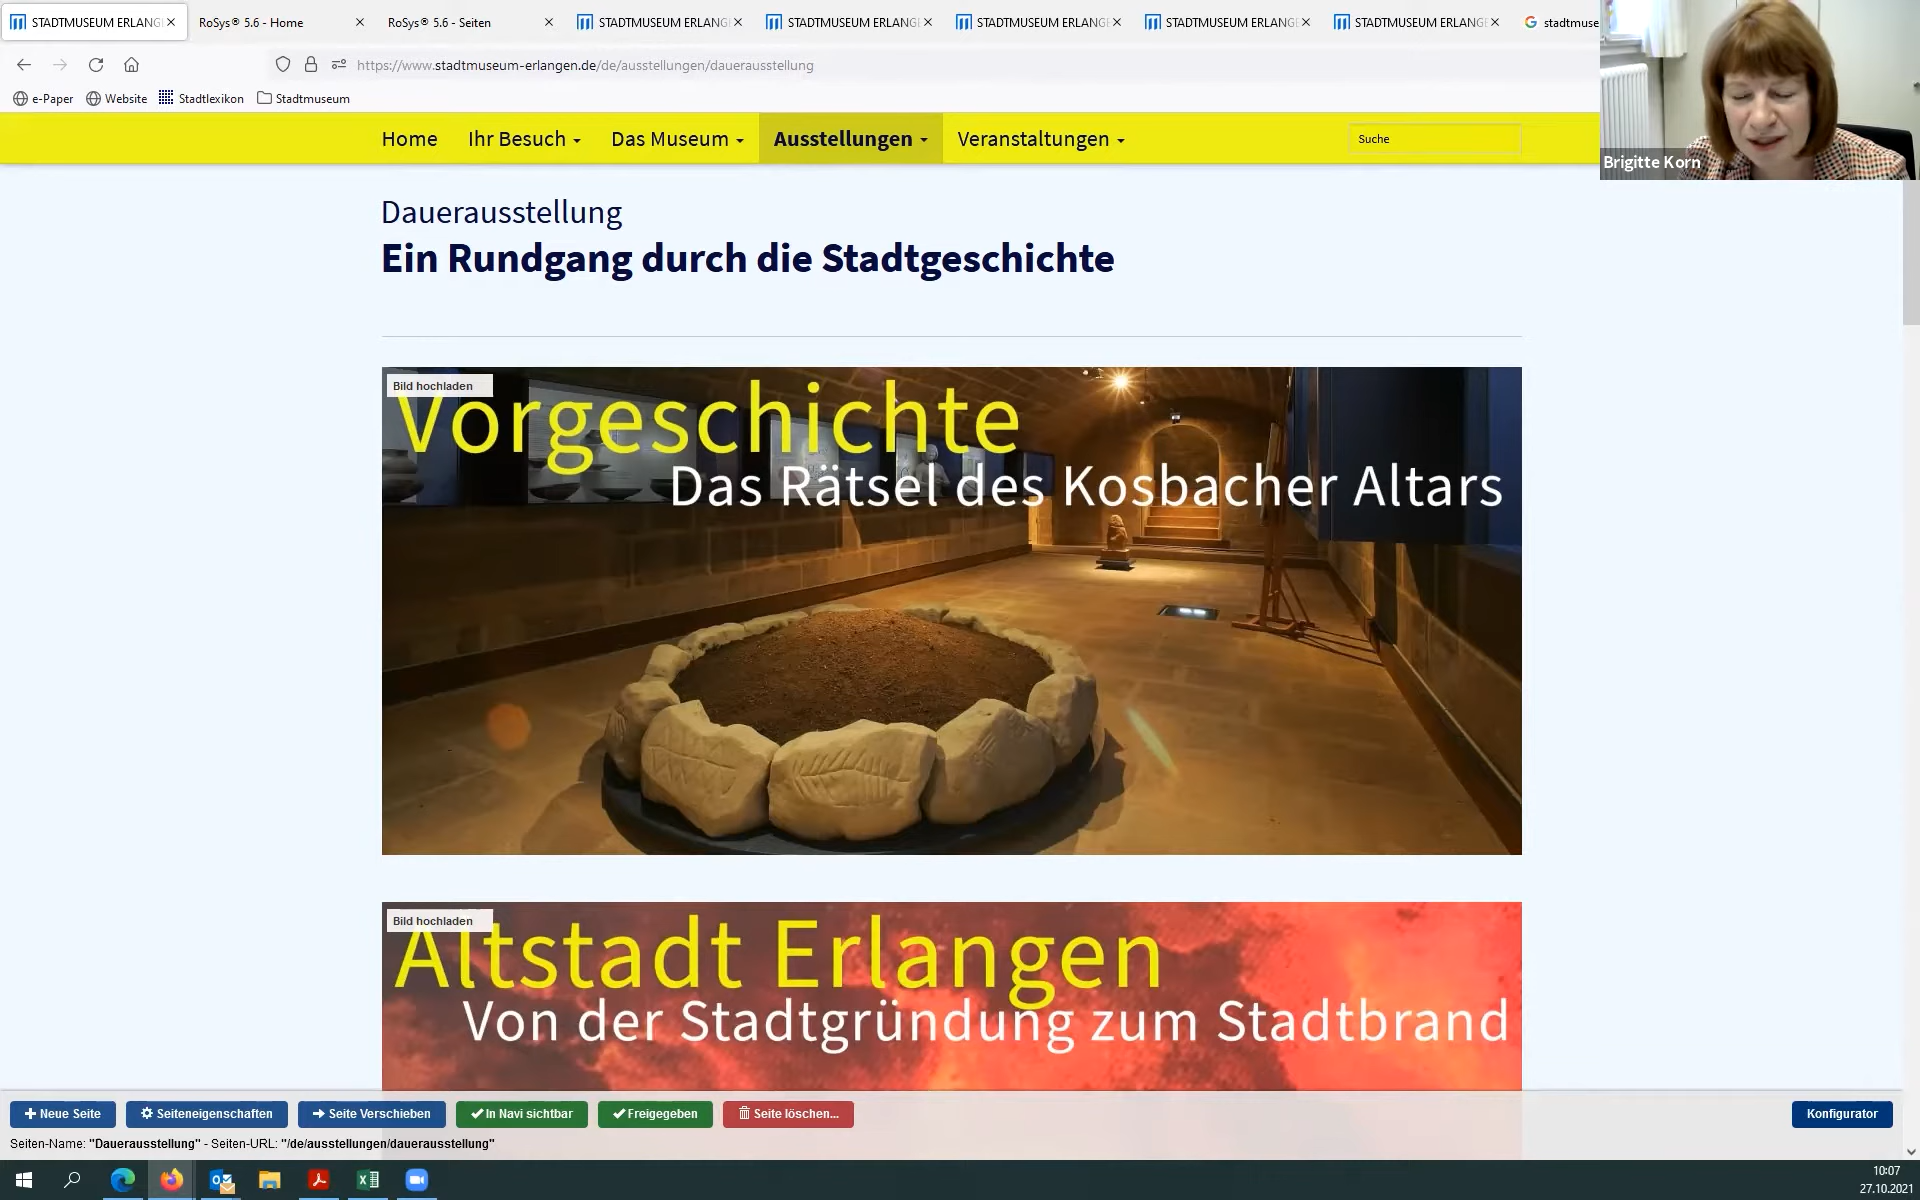 STADTMUSEUM ERLANG
RoSys® 5.6 - Home
RoSys® 5.6 - Seiten
STADTMUSEUM ERLANG
STADTMUSEUM ERLANGE
STADTMUSEUM ERLANGE
STADTMUSEUM ERLANGE
STADTMUSEUM ERLANGE
stadtmuse
https://www.stadtmuseum-erlangen.de/de/ausstellungen/dauerausstellung
e-Paper
Website
Stadtlexikon
Stadtmuseum
Home
Ihr Besuch
Das Museum
Ausstellungen
Veranstaltungen
Suche
Brigitte Korn
Dauerausstellung
Ein Rundgang durch die Stadtgeschichte
Bild hochladen
Vorgeschichte
Das Rätsel des Kosbacher Altars
Bild hochladen
Altstadt Erlangen
Von der Stadtgründung zum Stadtbrand
Neue Seite
Seiteneigenschaften
Seite Verschieben
In Navi sichtbar
Freigegeben
Seite löschen...
Konfigurator
Seiten-Name: "Dauerausstellung" - Seiten-URL: "/de/ausstellungen/dauerausstellung"
10:07
27.10.2021